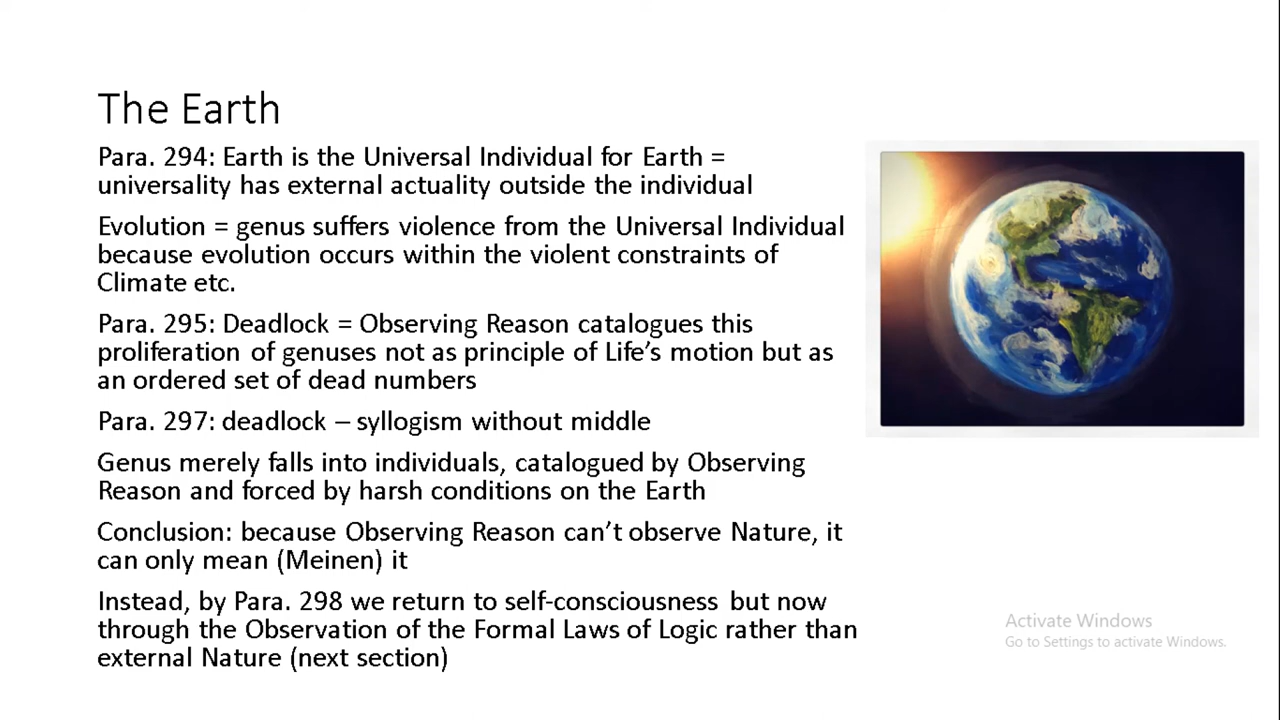 The Earth
Para. 294: Earth is the Universal Individual for Earth =
universality has external actuality outside the individual
Evolution = genus suffers violence from the Universal Individual
because evolution occurs within the violent constraints of
Climate etc.
Para. 295: Deadlock = Observing Reason catalogues this
proliferation of genuses not as principle of Life’s motion but as
an ordered set of dead numbers
Para. 297: deadlock – syllogism without middle
Genus merely falls into individuals, catalogued by Observing
Reason and forced by harsh conditions on the Earth
Conclusion: because Observing Reason can’t observe Nature, it
can only mean (Meinen) it
Instead, by Para. 298 we return to self-consciousness but now
through the Observation of the Formal Laws of Logic rather than
external Nature (next section)
Activate Windows
Go to Settings to activate Windows.